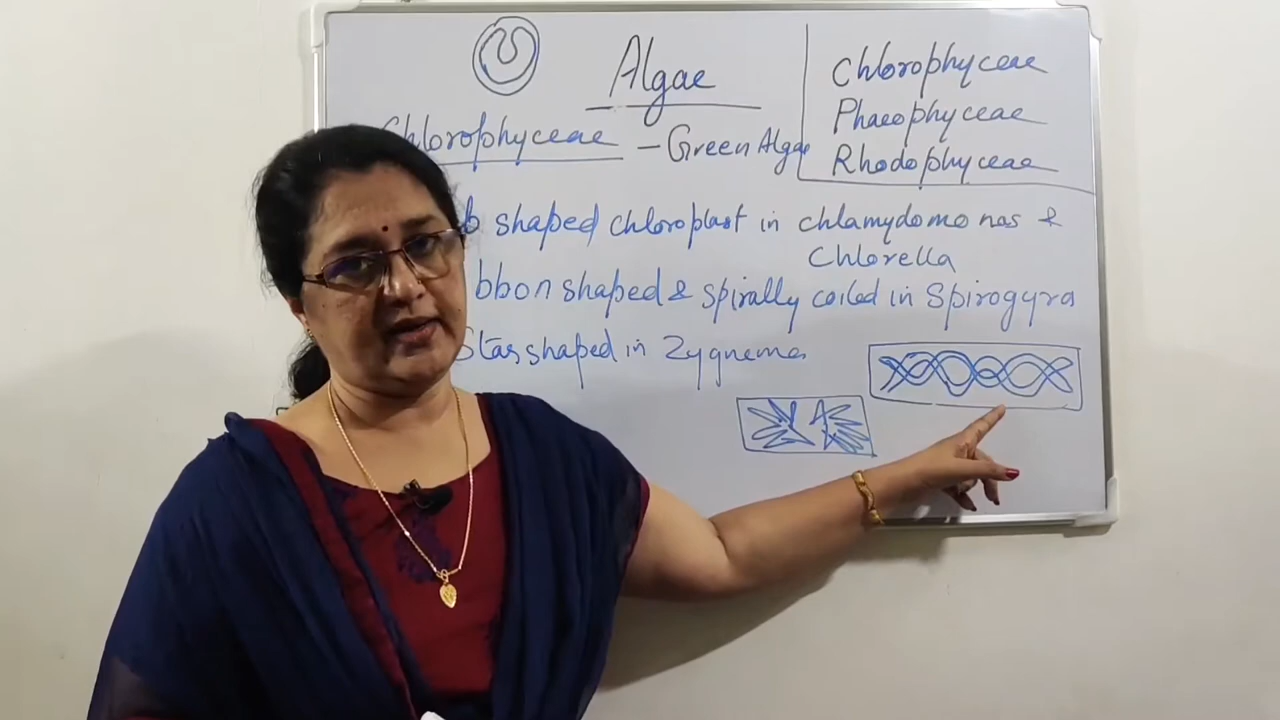 Algae
Chlorophyceae
Phaeophyceae
Rhodophyceae
Chlorophyceae – Green Algae
shaped chloroplast in chlamydomonas &
Chlorella
bbon shaped & spirally coiled in Spirogyra
Star shaped in Zygnema